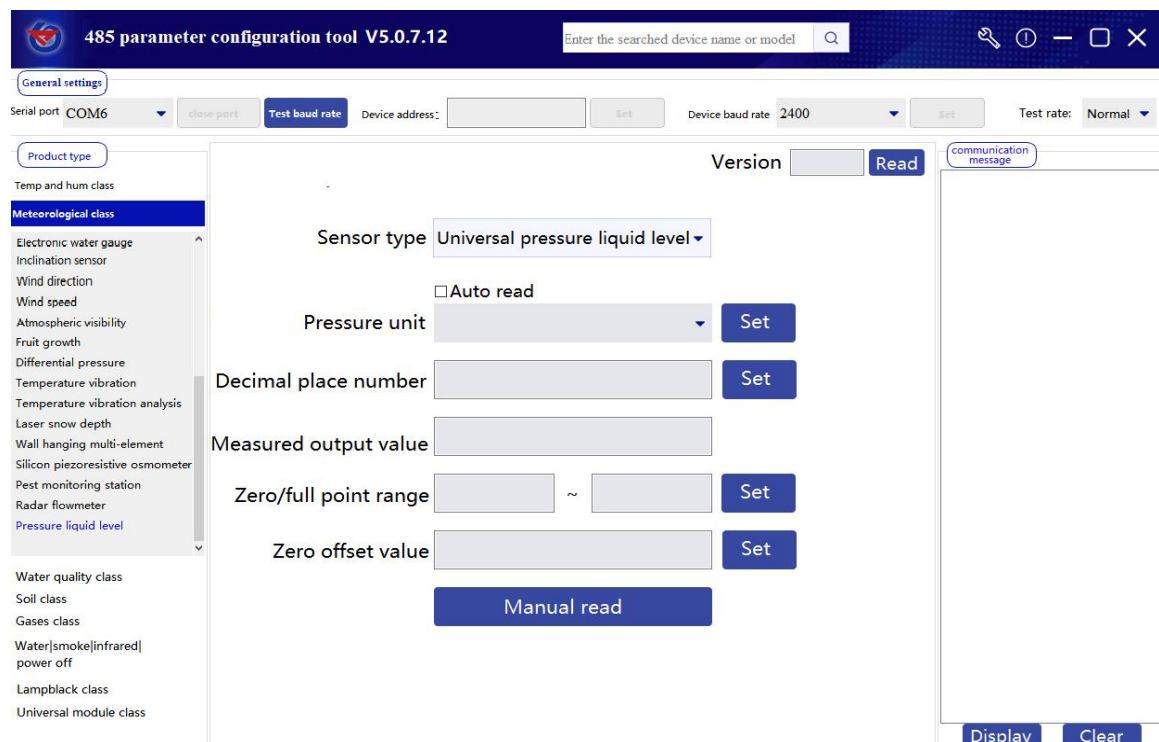 485 parameter configuration tool V5.0.7.12
Enter the searched device name or model
General settings
Serial port COM6 close port Test baud rate Device address: Set Device baud rate 2400 Set Test rate: Normal
Product type
Temp and hum class
Meteorological class
Electronic water gauge
Inclination sensor
Wind direction
Wind speed
Atmospheric visibility
Fruit growth
Differential pressure
Temperature vibration
Temperature vibration analysis
Laser snow depth
Wall hanging multi-element
Silicon piezoresistive osmometer
Pest monitoring station
Radar flowmeter
Pressure liquid level
Water quality class
Soil class
Gases class
Water|smoke|infrared|
power off
Lampblack class
Universal module class
Version Read
Sensor type Universal pressure liquid level
Auto read
Pressure unit Set
Decimal place number Set
Measured output value
Zero/full point range ~ Set
Zero offset value Set
Manual read
communication
message
Display Clear